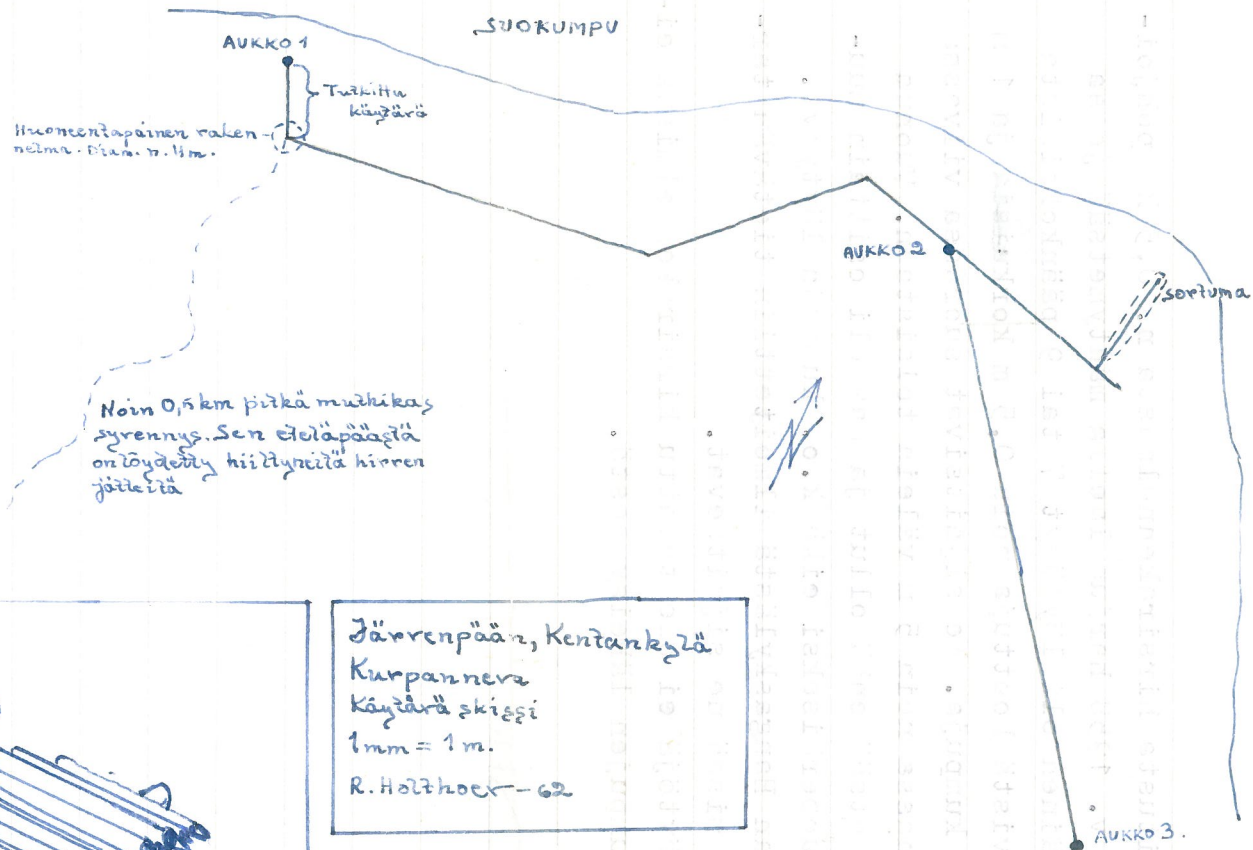 SUOKUMPU
AUKKO 1
Tutkittu
käytävä
Huoneentapainen raken-
nelma. Diam. n. 4m.
AUKKO 2
sortuma
Noin 0,5 km pitkä mutkikas
syvennys. Sen eteläpäästä
on löydetty hiiltyneitä hirren
jätteitä
N
Järvenpään, Kentankylä
Kurpanneva
Käytävä skissi
1mm = 1 m.
R. Holthoer - 62
AUKKO 3.